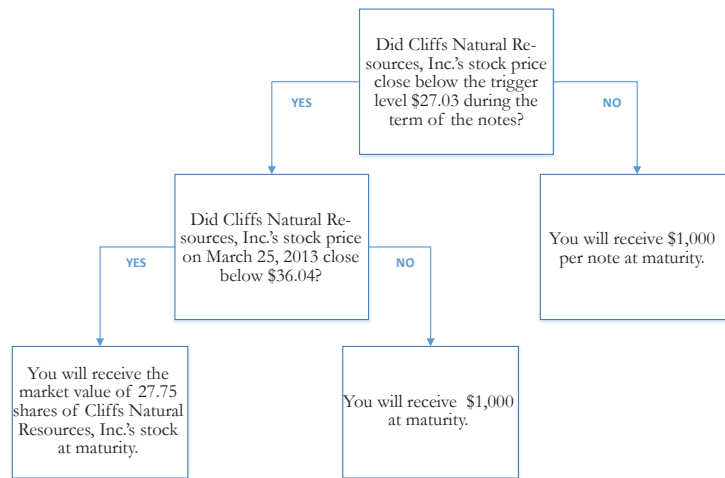 Did Cliffs Natural Re-
sources, Inc.'s stock price
close below the trigger
level $27.03 during the
term of the notes?
YES
NO
Did Cliffs Natural Re-
sources, Inc.'s stock price
on March 25, 2013 close
below $36.04?
You will receive $1,000
per note at maturity.
YES
NO
You will receive the
market value of 27.75
shares of Cliffs Natural
Resources, Inc.'s stock
at maturity.
You will receive $1,000
at maturity.